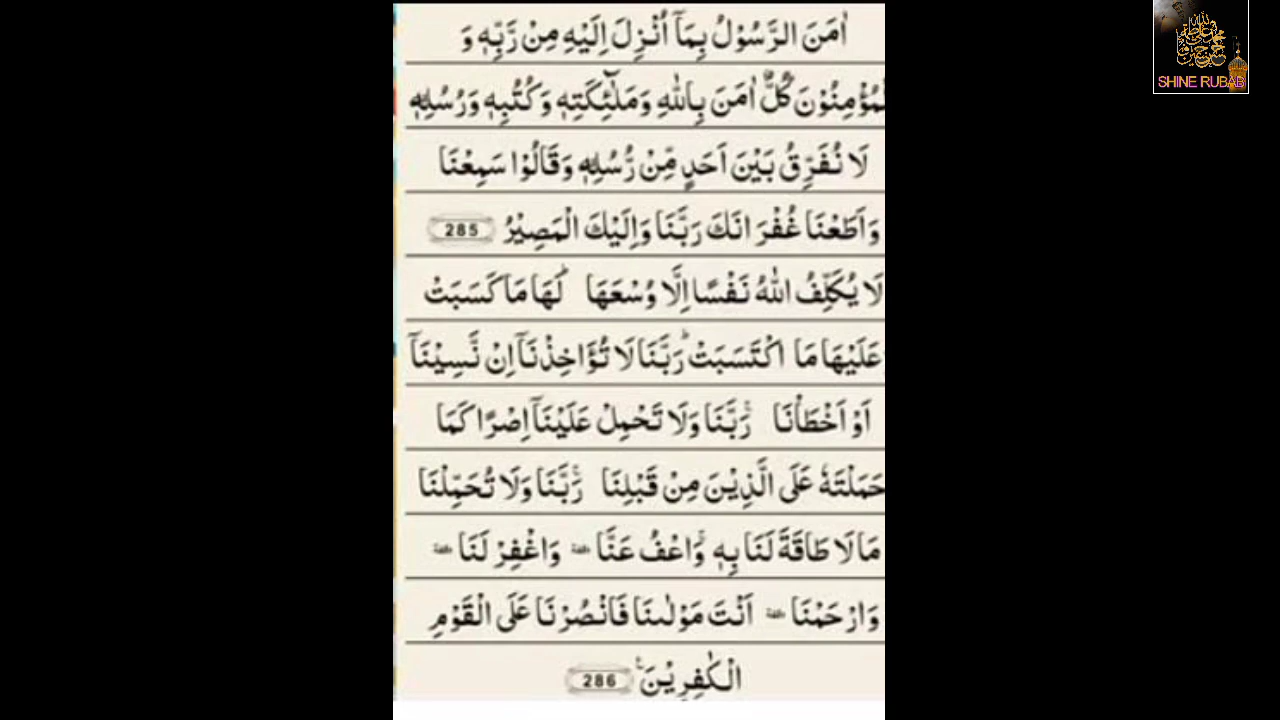 اٰمَنَ الرَّسُوْلُ بِمَاۤ اُنْزِلَ اِلَيْهِ مِنْ رَّبِّهٖ وَ
لْمُؤْمِنُوْنَ كُلٌّ اٰمَنَ بِاللّٰهِ وَمَلٰٓئِكَتِهٖ وَكُتُبِهٖ وَرُسُلِهٖ
لَا نُفَرِّقُ بَيْنَ اَحَدٍ مِّنْ رُّسُلِهٖ وَقَالُوْا سَمِعْنَا
وَاَطَعْنَا غُفْرَ انَكَ رَبَّنَا وَاِلَيْكَ الْمَصِيْرُ 285
لَا يُكَلِّفُ اللّٰهُ نَفْسًا اِلَّا وُسْعَهَا ؕ لَهَا مَا كَسَبَتْ
عَلَيْهَا مَا اكْتَسَبَتْ ؕ رَبَّنَا لَا تُؤَاخِذْنَاۤ اِنْ نَّسِيْنَاۤ
اَوْ اَخْطَاْنَا ۚ رَبَّنَا وَلَا تَحْمِلْ عَلَيْنَاۤ اِصْرًا كَمَا
حَمَلْتَهٗ عَلَى الَّذِيْنَ مِنْ قَبْلِنَا ۚ رَبَّنَا وَلَا تُحَمِّلْنَا
مَا لَا طَاقَةَ لَنَا بِهٖ ۚ وَاعْفُ عَنَّا وَاغْفِرْ لَنَا
وَارْحَمْنَا اَنْتَ مَوْلٰىنَا فَانْصُرْنَا عَلَى الْقَوْمِ
الْكٰفِرِيْنَ 286
SHINE RUBAB